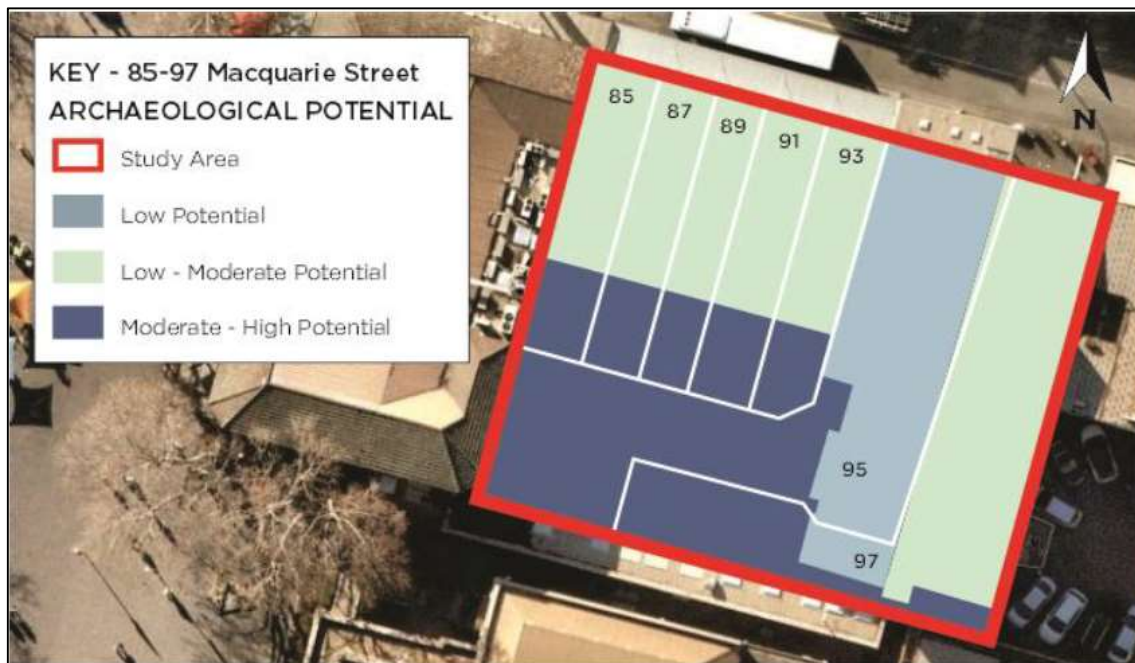 KEY - 85-97 Macquarie Street
ARCHAEOLOGICAL POTENTIAL
Study Area
Low Potential
Low - Moderate Potential
Moderate - High Potential
85
87
89
91
93
95
97
N